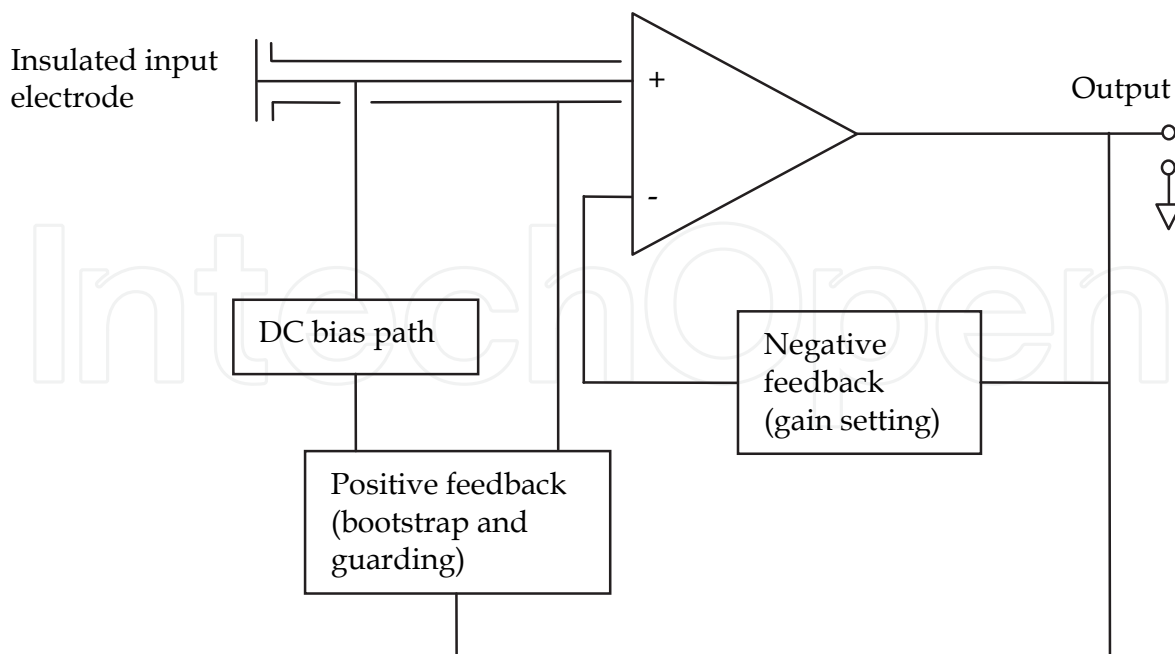 Insulated input
electrode
+
Output
-
IntechOpen
DC bias path
Negative
feedback
(gain setting)
Positive feedback
(bootstrap and
guarding)